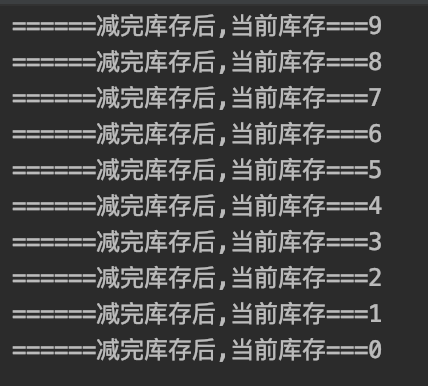 ======减完库存后,当前库存===9
======减完库存后,当前库存===8
======减完库存后,当前库存===7
======减完库存后,当前库存===6
======减完库存后,当前库存===5
======减完库存后,当前库存===4
======减完库存后,当前库存===3
======减完库存后,当前库存===2
======减完库存后,当前库存===1
======减完库存后,当前库存===0